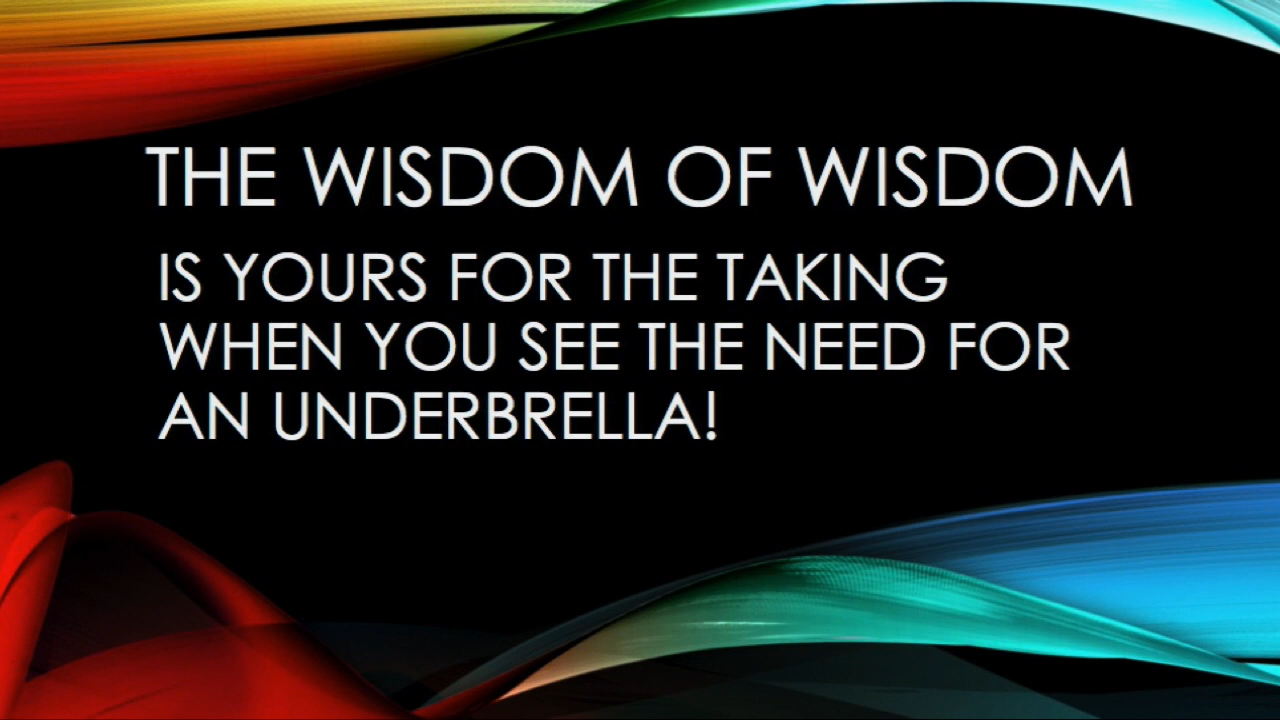 THE WISDOM OF WISDOM
IS YOURS FOR THE TAKING
WHEN YOU SEE THE NEED FOR
AN UNDERBRELLA!